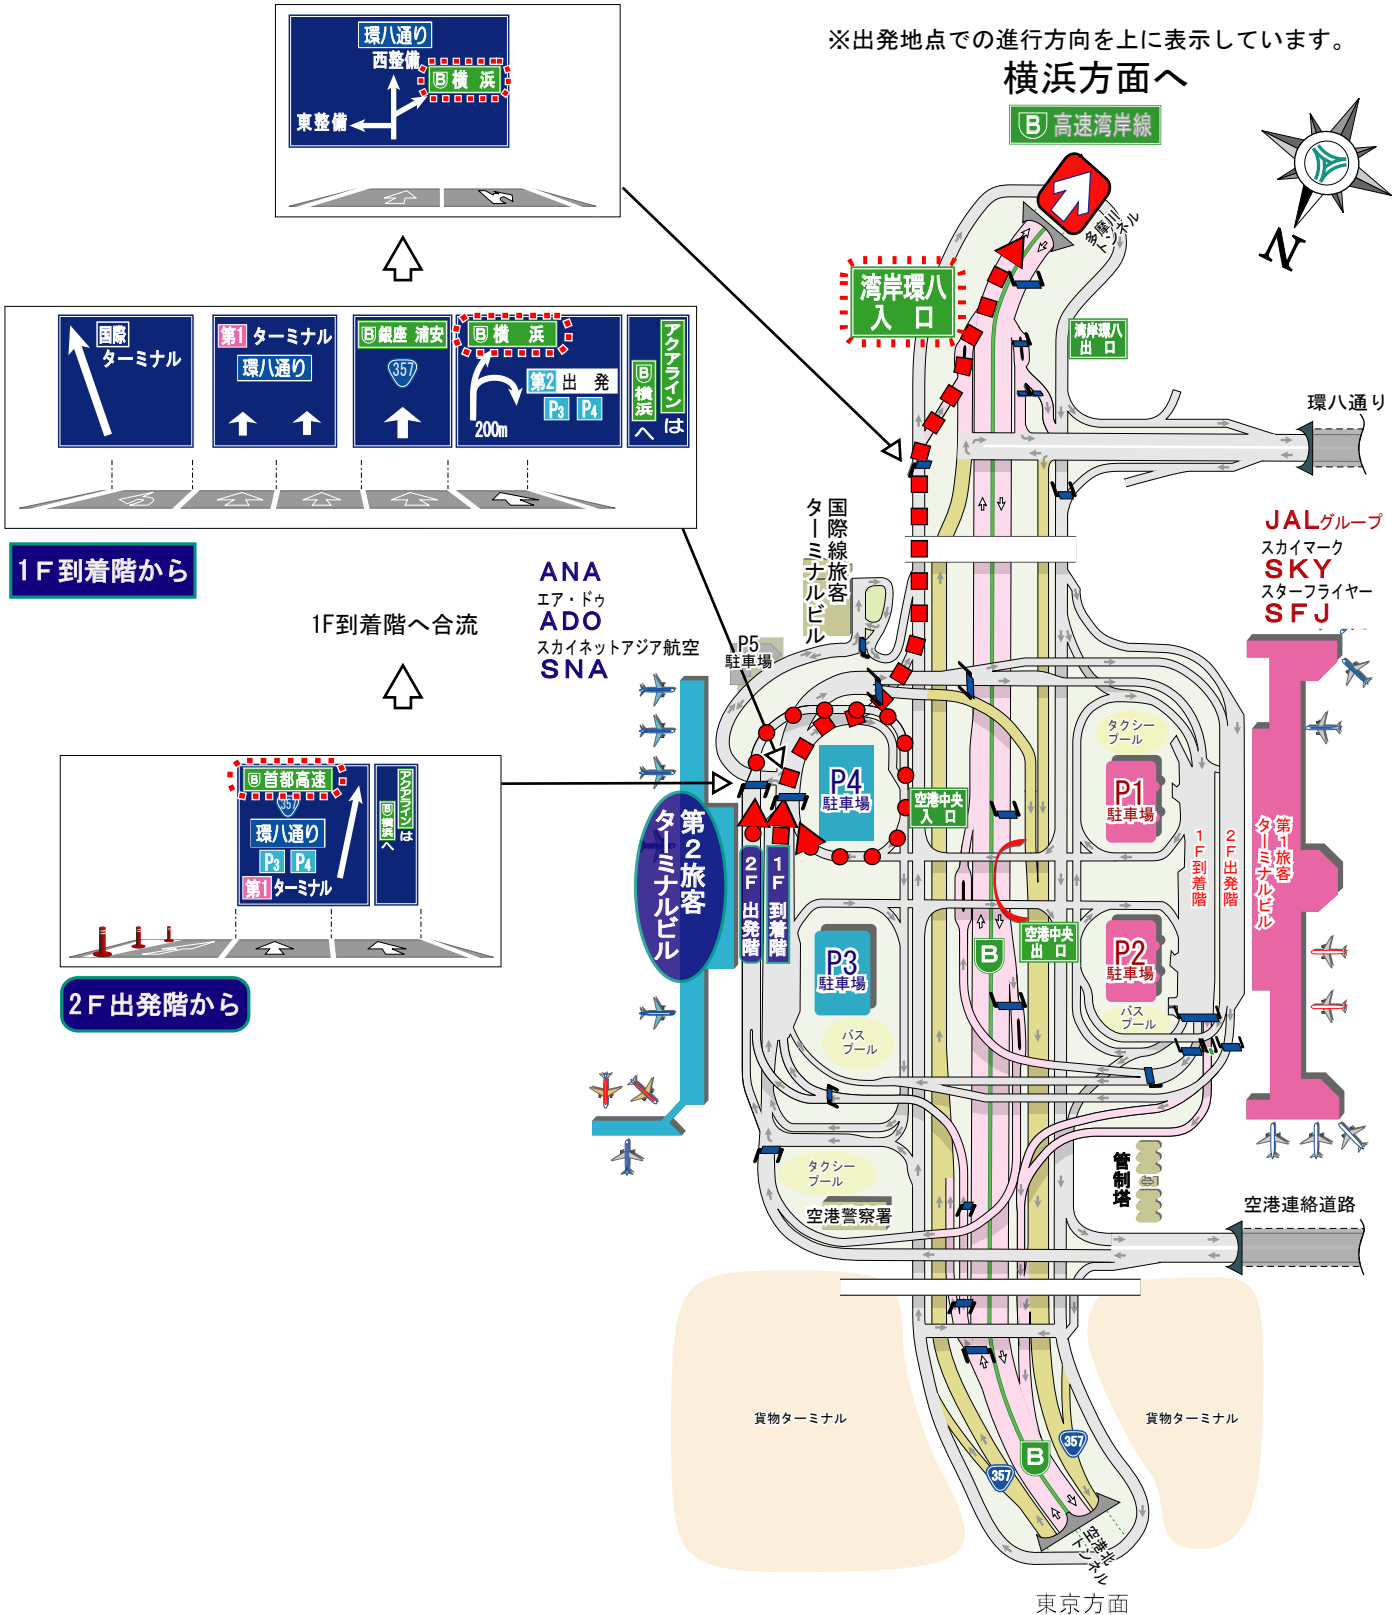 ※出発地点での進行方向を上に表示しています。
横浜方面へ
B 高速湾岸線
N
環八通り
西整備
B 横 浜
東整備
国際
ターミナル
第1 ターミナル
環八通り
B 銀座 浦安
357
B 横 浜
第2 出 発
P3 P4
200m
アクアラインは
B 横浜へ
1F到着階から
1F到着階へ合流
B 首都高速
357
環八通り
P3 P4
第1 ターミナル
アクアラインは
B 横浜へ
2F出発階から
ANA
エア・ドゥ
ADO
スカイネットアジア航空
SNA
多摩川
トンネル
湾岸環八
入 口
湾岸環八
出 口
環八通り
JALグループ
スカイマーク
SKY
スターフライヤー
SFJ
国際線旅客
ターミナルビル
P5
駐車場
P4
駐車場
空港中央
入 口
タクシー
プール
P1
駐車場
第2旅客
ターミナルビル
2F 出発階
1F 到着階
1F到着階
2F出発階
第1旅客
ターミナルビル
P3
駐車場
B
空港中央
出 口
P2
駐車場
バス
プール
バス
プール
タクシー
プール
空港警察署
管制塔
空港連絡道路
貨物ターミナル
貨物ターミナル
357
B
357
空港北
トンネル
東京方面